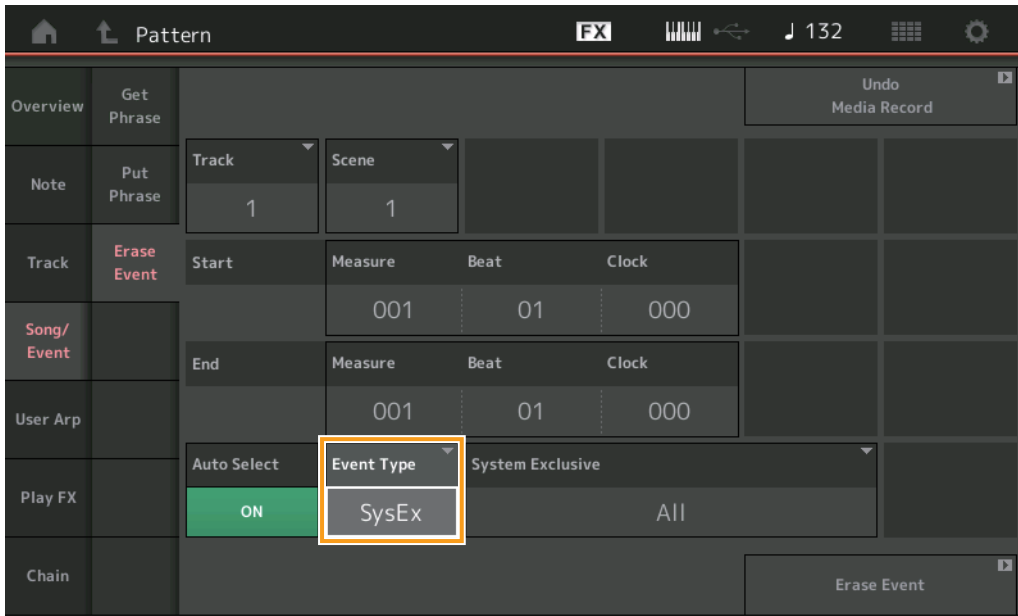 Pattern
FX
132
Overview
Note
Track
Song/
Event
User Arp
Play FX
Chain
Get
Phrase
Put
Phrase
Erase
Event
Undo
Media Record
Track
Scene
1
1
Start
Measure
Beat
Clock
001
01
000
End
Measure
Beat
Clock
001
01
000
Auto Select
Event Type
System Exclusive
ON
SysEx
All
Erase Event